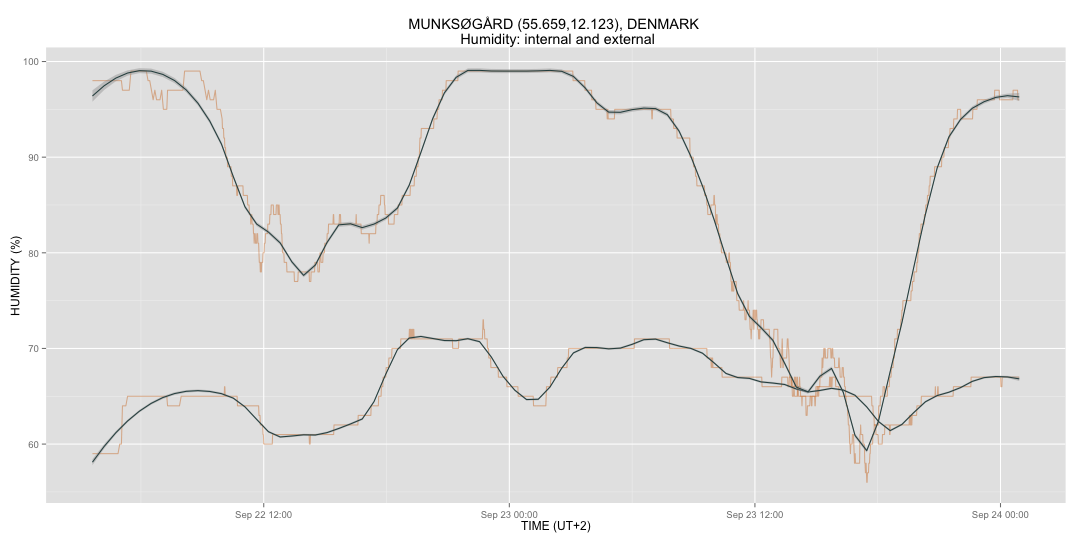 MUNKSØGÅRD (55.659,12.123), DENMARK
Humidity: internal and external
HUMIDITY (%)
100
90
80
70
60
Sep 22 12:00
Sep 23 00:00
Sep 23 12:00
Sep 24 00:00
TIME (UT+2)